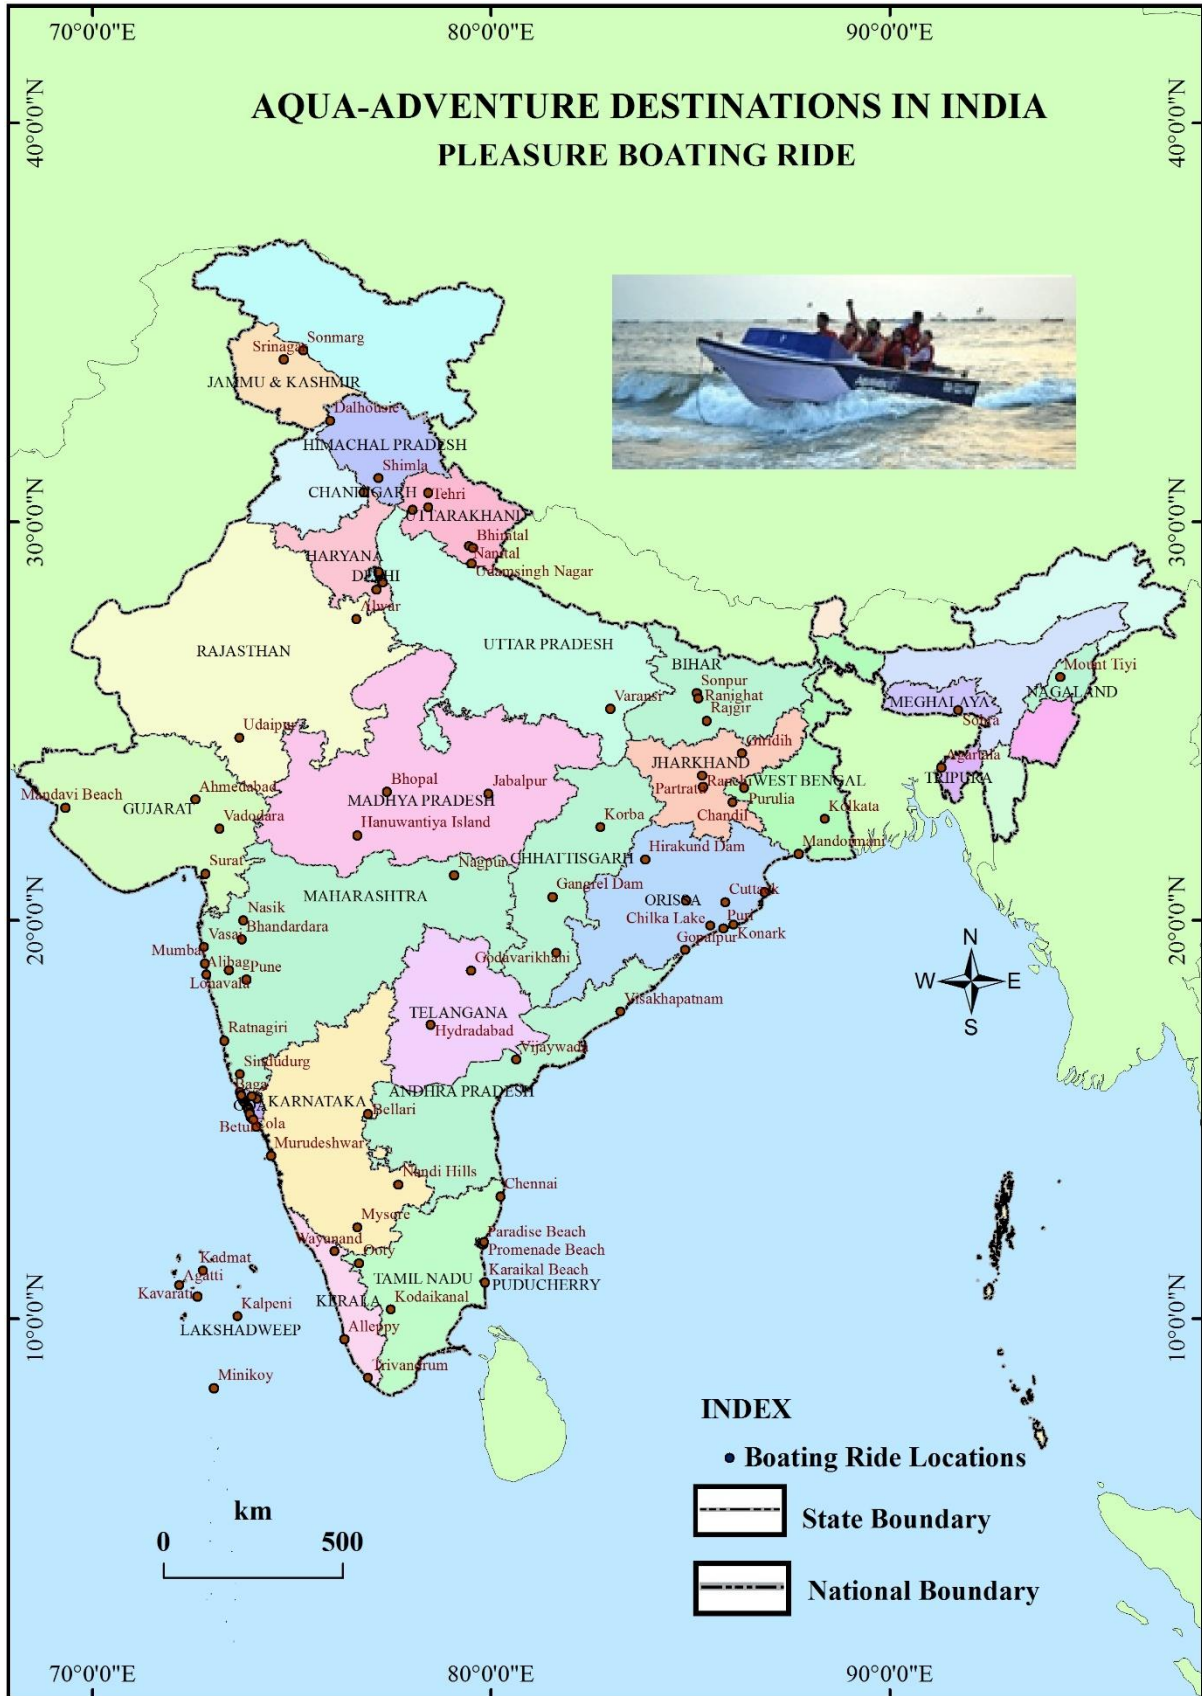 70°0'0"E 80°0'0"E 90°0'0"E
40°0'0"N 40°0'0"N
AQUA-ADVENTURE DESTINATIONS IN INDIA
PLEASURE BOATING RIDE
Sonmarg
Srinagar
JAMMU & KASHMIR
Dalhousie
HIMACHAL PRADESH
Shimla
CHANDIGARH
Tehri
UTTARAKHAND
30°0'0"N 30°0'0"N
Bhimtal
Nanital
HARYANA
Udamsingh Nagar
DELHI
Alwar
UTTAR PRADESH
RAJASTHAN
BIHAR
Mount Tiyi
Sonpur
NAGALAND
Ranighat
MEGHALAYA
Varansi
Rajgir
Sohra
Udaipur
Giridih
Agartala
JHARKHAND
TRIPURA
Bhopal
Jabalpur
Ranchi
WEST BENGAL
Ahmedabad
Partratu
Mandavi Beach
GUJARAT
MADHYA PRADESH
Purulia
Vadodara
Hanuwantiya Island
Korba
Chandil
Kolkata
Surat
Nagpur
CHHATTISGARH
Hirakund Dam
Mandormani
MAHARASHTRA
Gangrel Dam
ORISSA
Cuttack
Nasik
Chilka Lake
Puri
20°0'0"N 20°0'0"N
Bhandardara
Vasai
Gopalpur
Konark
Mumbai
Alibag
Pune
Godavarikhani
N
Lonavala
W E
S
Visakhapatnam
TELANGANA
Ratnagiri
Hydradabad
Vijaywada
Sindudurg
Baga
ANDHRA PRADESH
GOA
KARNATAKA
Bellari
Betul
Cola
Murudeshwar
Nandi Hills
Chennai
Mysore
Paradise Beach
Wayanand
Ooty
Promenade Beach
Kadmat
Karaikal Beach
Agatti
TAMIL NADU
PUDUCHERRY
Kavarati
KERALA
Kodaikanal
Kalpeni
LAKSHADWEEP
Alleppy
10°0'0"N 10°0'0"N
Minikoy
Trivandrum
INDEX
Boating Ride Locations
State Boundary
National Boundary
km
0 500
70°0'0"E 80°0'0"E 90°0'0"E